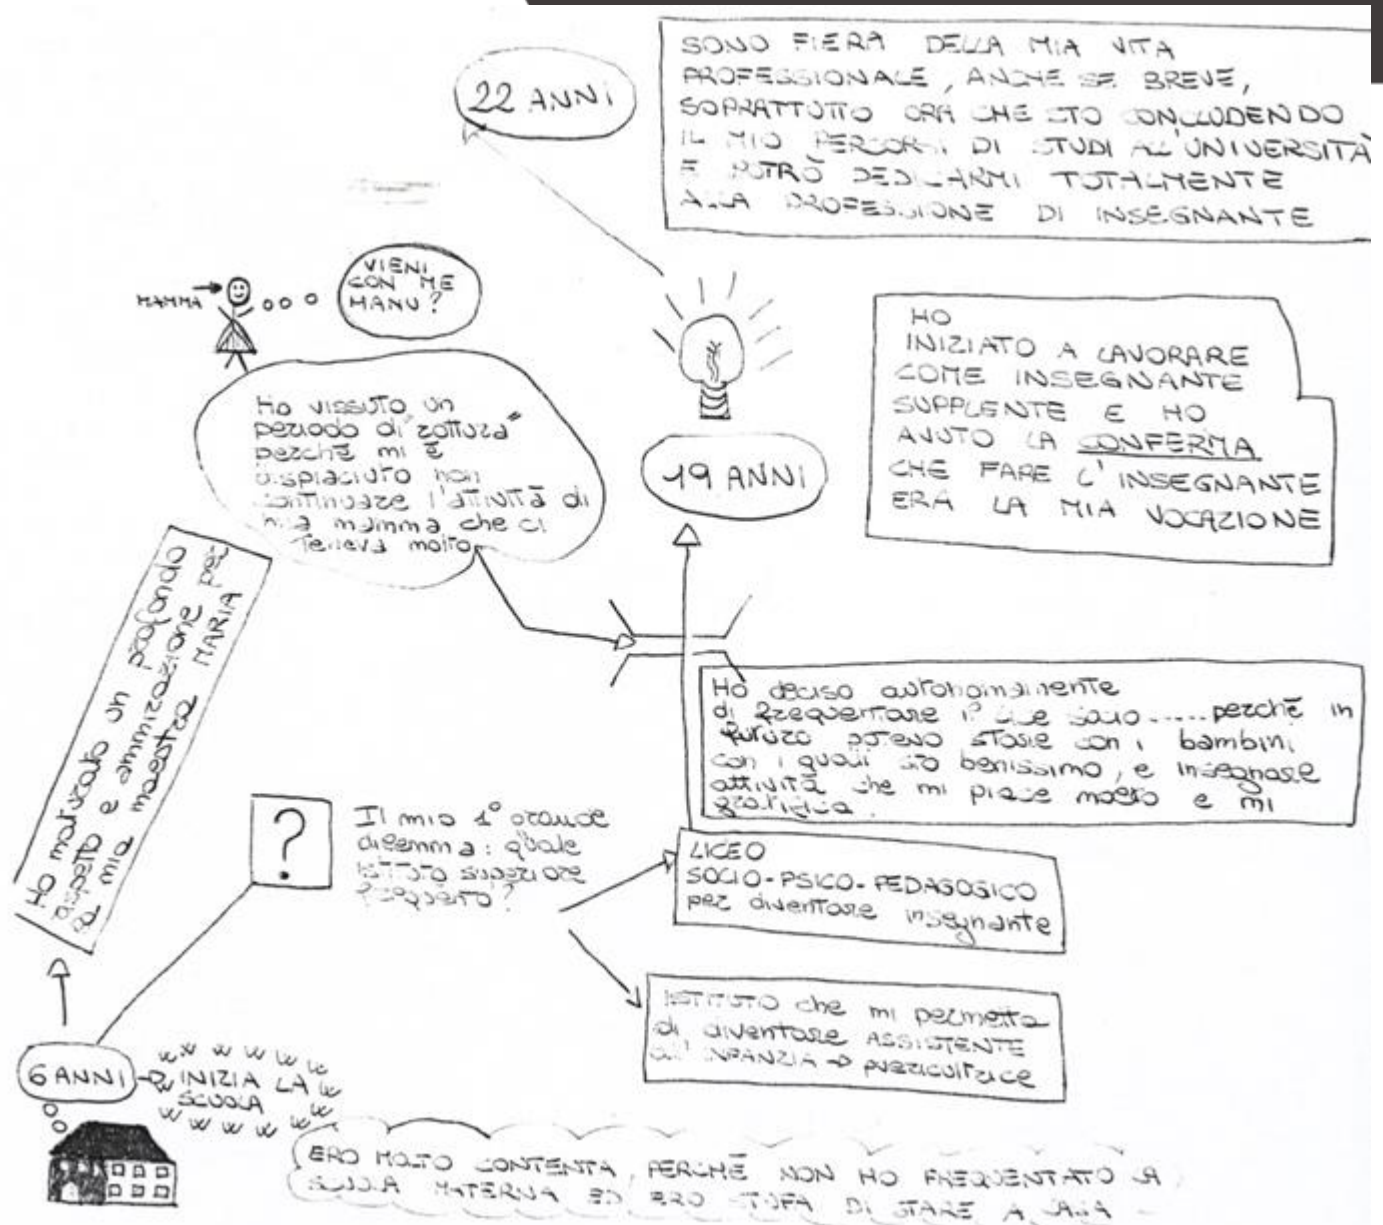 22 ANNI
SONO FIERA DELLA MIA VITA
PROFESSIONALE, ANCHE SE BREVE,
SOPRATTUTTO ORA CHE STO CONCLUDENDO
IL MIO PERCORSO DI STUDI ALL'UNIVERSITÀ
E POTRÒ DEDICARMI TOTALMENTE
ALLA PROFESSIONE DI INSEGNANTE
MAMMA
VIENI
CON ME
MANU?
Ho vissuto un
periodo di "rottura"
perchè mi è
dispiaciuto non
continuare l'attività di
mia mamma che ci
teneva molto
19 ANNI
HO
INIZIATO A LAVORARE
COME INSEGNANTE
SUPPLENTE E HO
AVUTO LA CONFERMA
CHE FARE L'INSEGNANTE
ERA LA MIA VOCAZIONE
Ho maturato un profondo
rispetto e ammirazione per
la mia maestra MARIA
Ho deciso autonomamente
di frequentare il socio..... perchè in
futuro potevo stare con i bambini
con i quali sto benissimo, e insegnare
attività che mi piace molto e mi
gratifica.
?
Il mio 1° grande
dilemma: quale
istituto superiore
frequento?
LICEO
SOCIO-PSICO-PEDAGOGICO
per diventare insegnante
ISTITUTO che mi permetta
di diventare ASSISTENTE
all'INFANZIA → puericultrice
6 ANNI
INIZIA LA
SCUOLA
W W W W W W W W W W W W W W W
ERO MOLTO CONTENTA, PERCHÈ NON HO FREQUENTATO LA
SCUOLA MATERNA ED ERO STUFA DI STARE A CASA